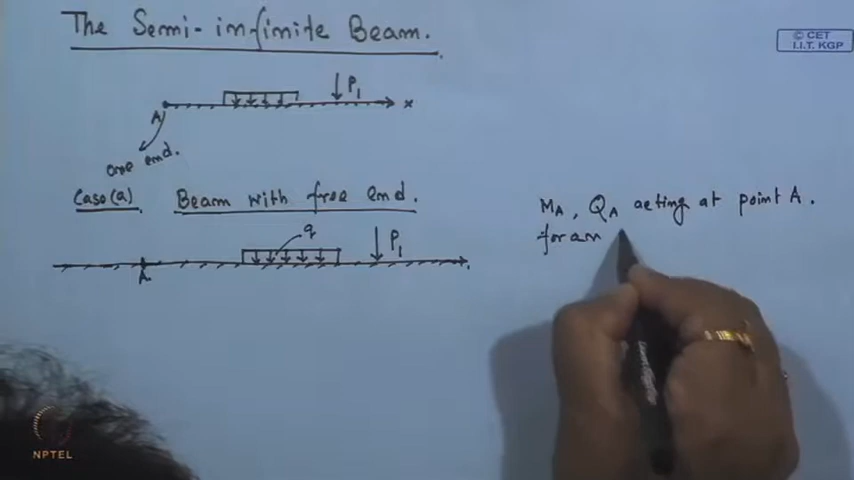 The Semi-infinite Beam.
© CET
I.I.T. KGP
P1
A
x
one end.
Case(a) Beam with free end.
q
P1
A
MA, QA acting at point A.
for an
NPTEL